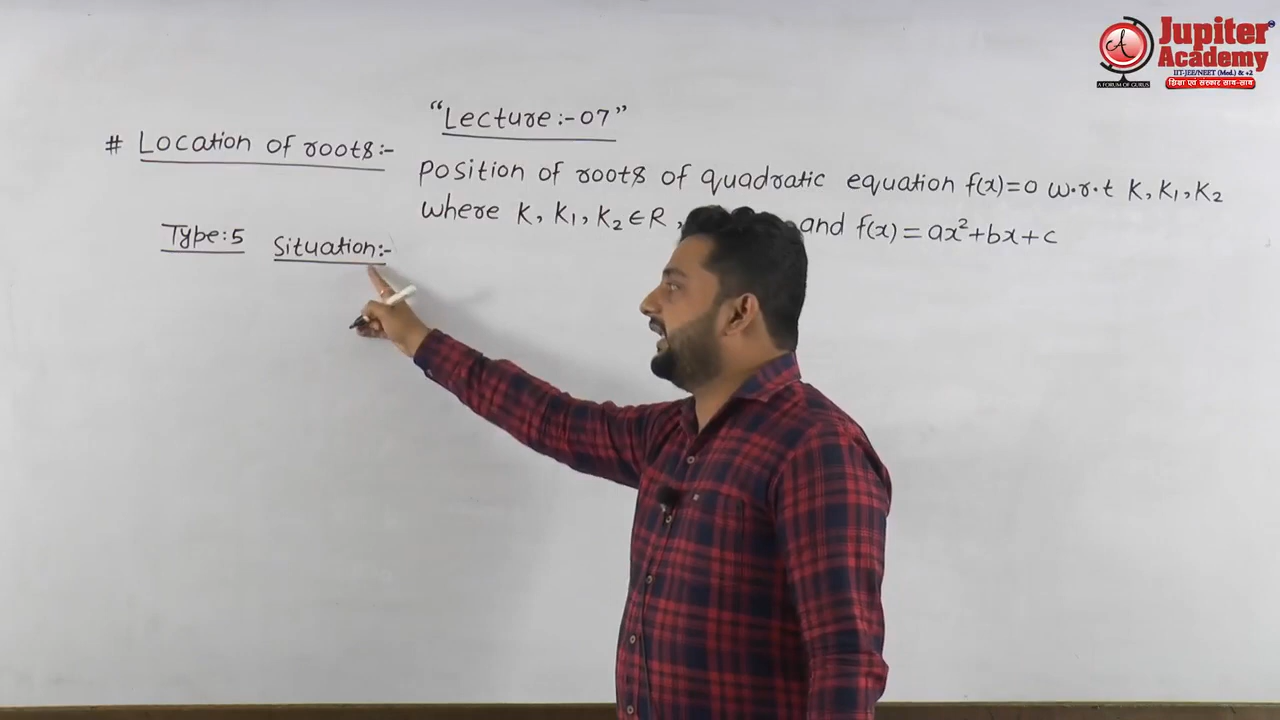 Jupiter
Academy
IIT-JEE/NEET (Med.) & +2
शिक्षा एवं संस्कार साथ-साथ
A FORUM OF GURUS
"Lecture:-07"
# Location of roots:-
Position of roots of quadratic equation f(x)=0 w.r.t K, K₁, K₂
where K, K₁, K₂ ∈ R , and f(x) = ax²+bx+c
Type:5 Situation:-